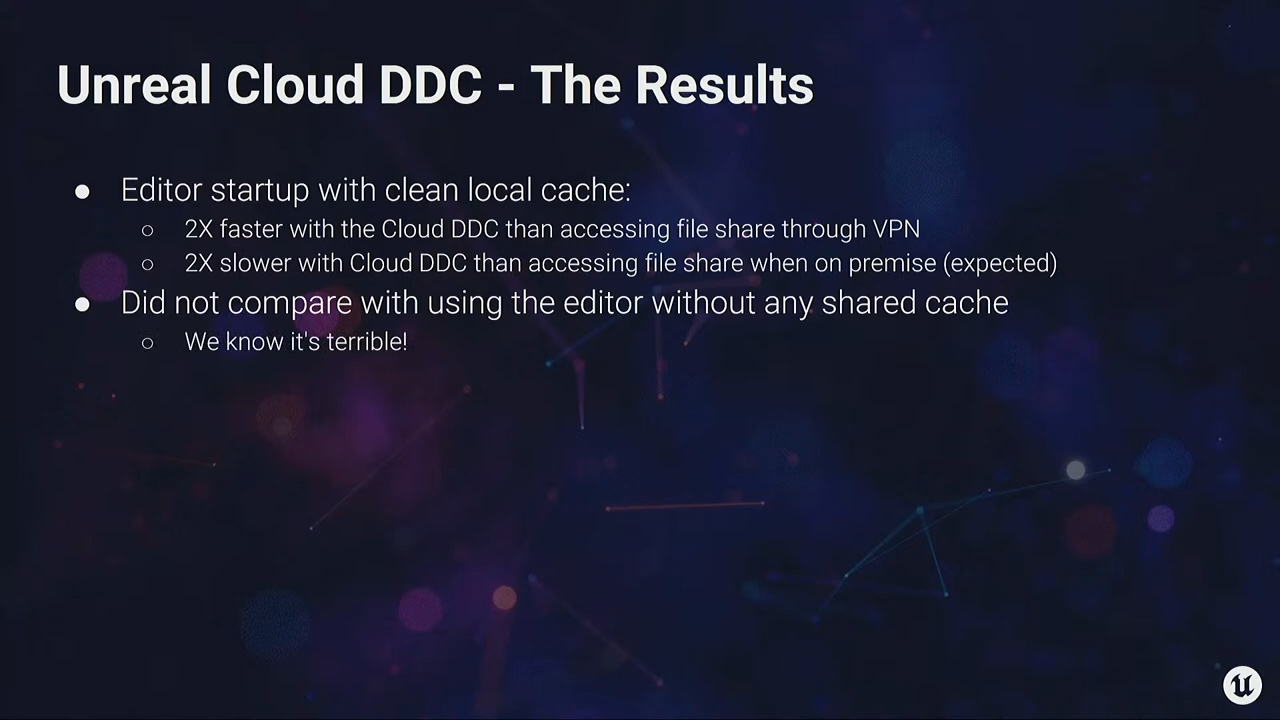 Unreal Cloud DDC - The Results
● Editor startup with clean local cache:
○ 2X faster with the Cloud DDC than accessing file share through VPN
○ 2X slower with Cloud DDC than accessing file share when on premise (expected)
● Did not compare with using the editor without any shared cache
○ We know it's terrible!